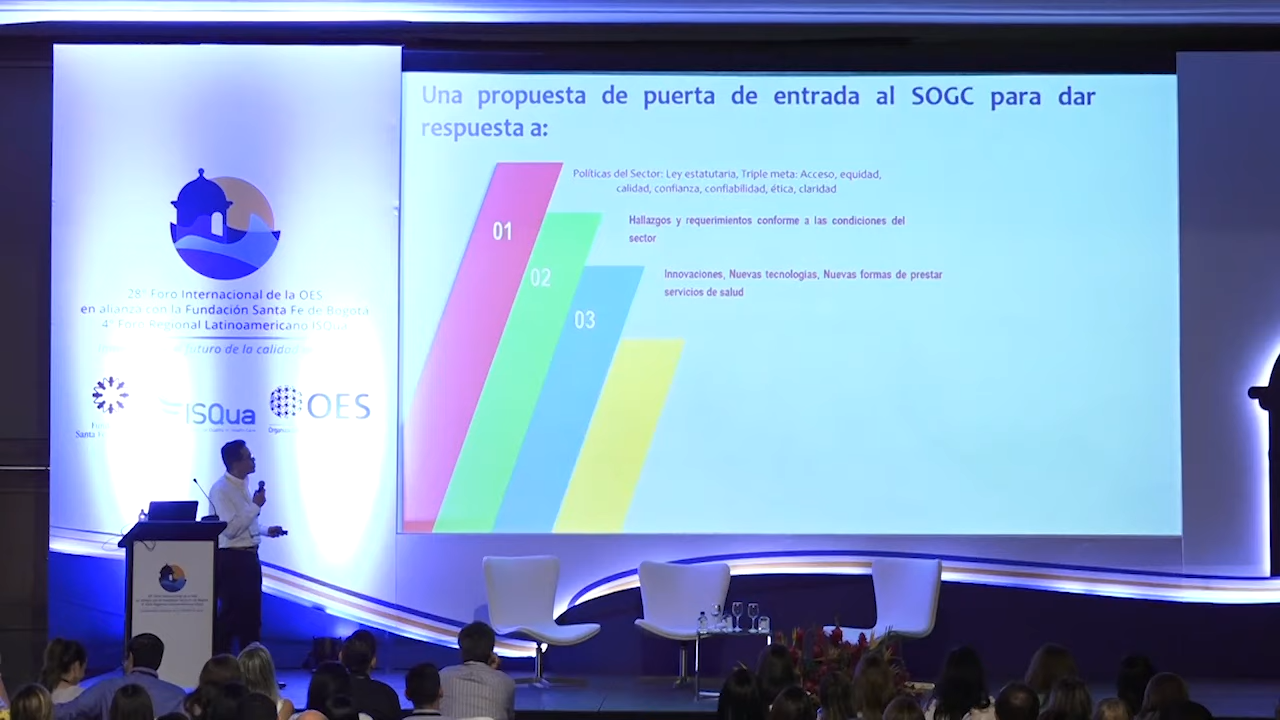 Una propuesta de puerta de entrada al SOGC para dar
respuesta a:
Políticas del Sector: Ley estatutaria, Triple meta: Acceso, equidad,
calidad, confianza, confiabilidad, ética, claridad
01
Hallazgos y requerimientos conforme a las condiciones del
sector
02
Innovaciones, Nuevas tecnologías, Nuevas formas de prestar
servicios de salud
03
28° Foro Internacional de la OES
en alianza con la Fundación Santa Fe de Bogotá
4° Foro Regional Latinoamericano ISQua
futuro de la calidad
ISQua
OES
Santa